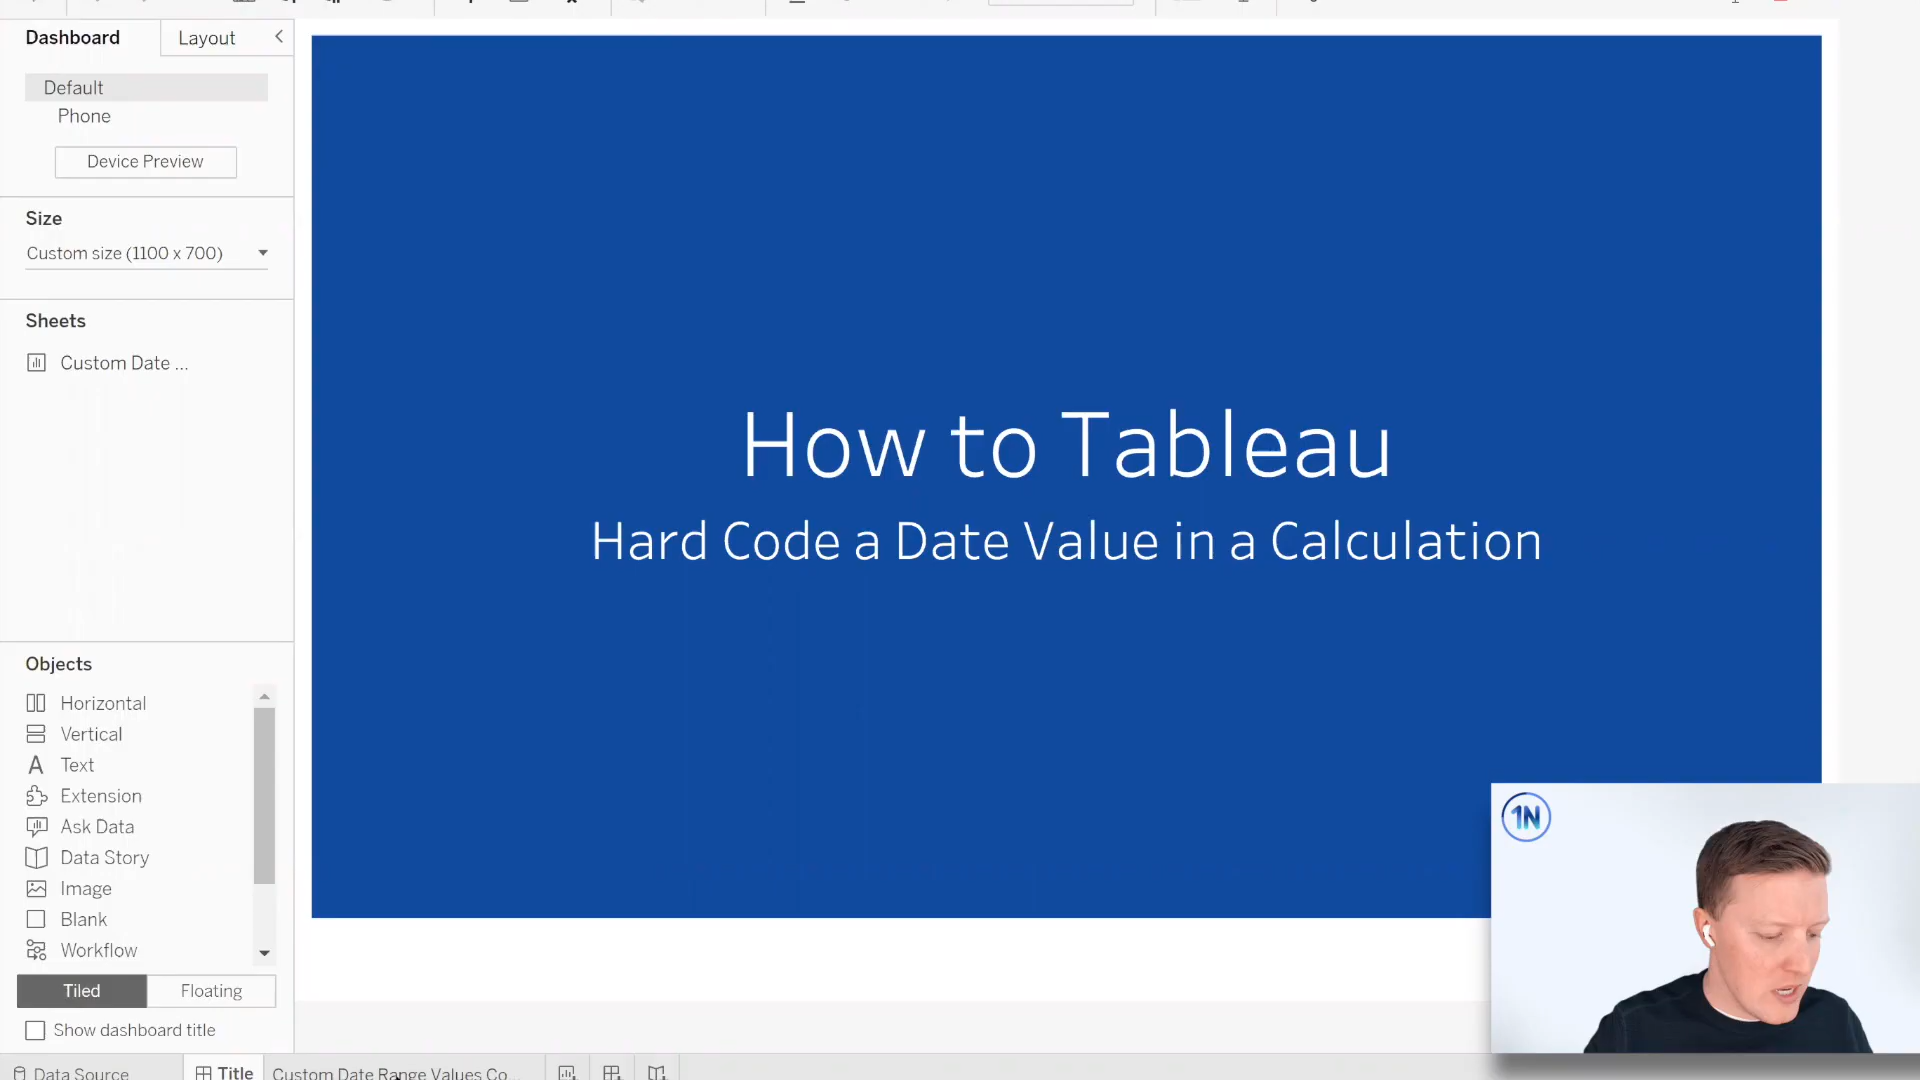 Dashboard
Layout
Default
Phone
Device Preview
Size
Custom size (1100 x 700)
Sheets
Custom Date ...
How to Tableau
Hard Code a Date Value in a Calculation
Objects
Horizontal
Vertical
Text
Extension
Ask Data
Data Story
Image
Blank
Workflow
Tiled
Floating
Show dashboard title
1N
Data Source
Title
Custom Date Range Values Co...